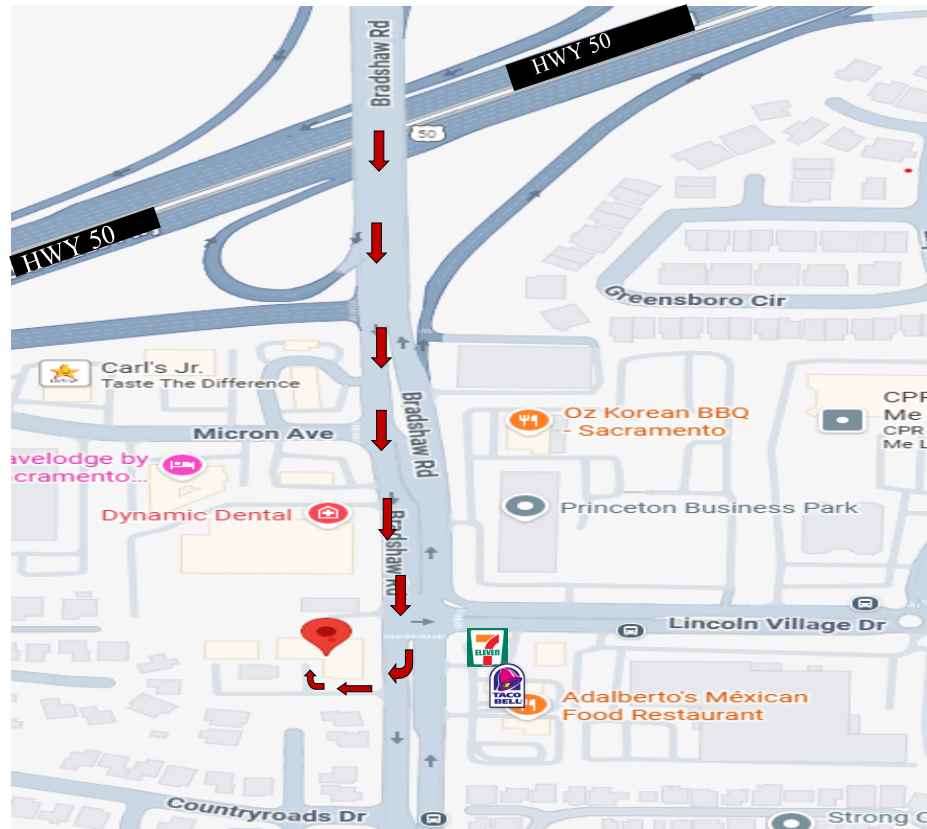 Bradshaw Rd
HWY 50
50
HWY 50
Greensboro Cir
Carl's Jr.
Taste The Difference
CPR
Me L
Bradshaw Rd
Oz Korean BBQ
- Sacramento
Micron Ave
avelodge by
cramento...
Princeton Business Park
Dynamic Dental
Bradshaw Rd
Lincoln Village Dr
7
ELEVEN
TACO
BELL
Adalberto's Méxican
Food Restaurant
Countryroads Dr
Strong